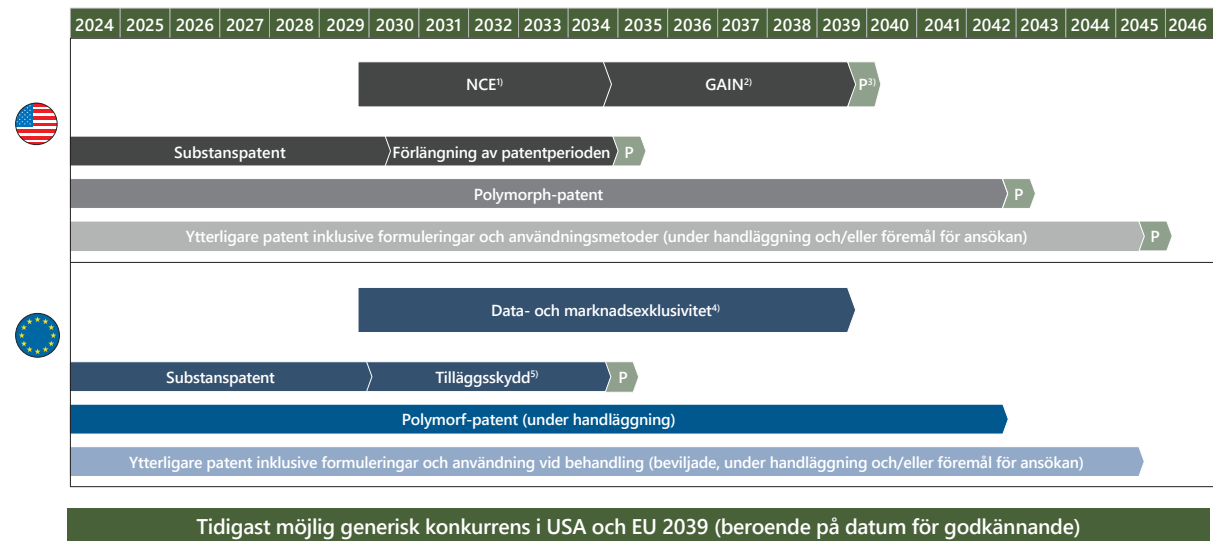 2024 2025 2026 2027 2028 2029 2030 2031 2032 2033 2034 2035 2036 2037 2038 2039 2040 2041 2042 2043 2044 2045 2046
NCE¹⁾ GAIN²⁾ P³⁾
Substanspatent Förlängning av patentperioden P
Polymorph-patent P
Ytterligare patent inklusive formuleringar och användningsmetoder (under handläggning och/eller föremål för ansökan) P
Data- och marknadsexklusivitet⁴⁾
Substanspatent Tilläggsskydd⁵⁾ P
Polymorf-patent (under handläggning)
Ytterligare patent inklusive formuleringar och användning vid behandling (beviljade, under handläggning och/eller föremål för ansökan)
Tidigast möjlig generisk konkurrens i USA och EU 2039 (beroende på datum för godkännande)